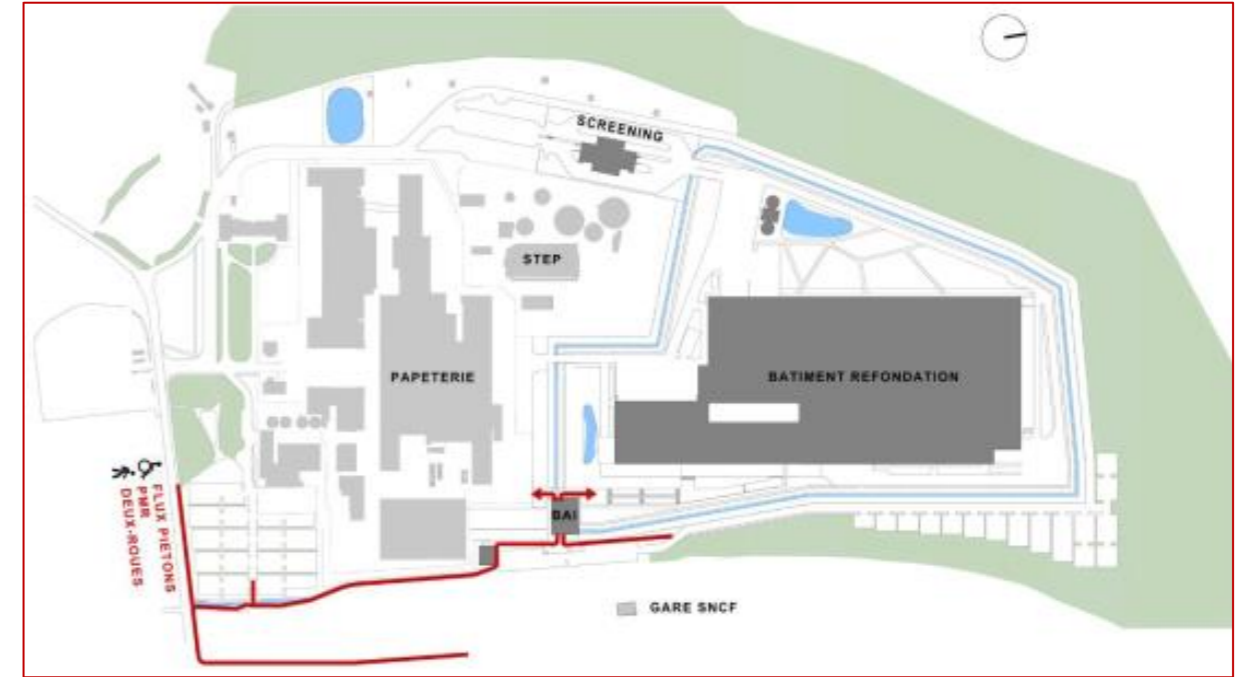 SCREENING
STEP
PAPETERIE
BATIMENT REFONDATION
FLUX PIETONS
PMR
DEUX-ROUES
BAI
GARE SNCF